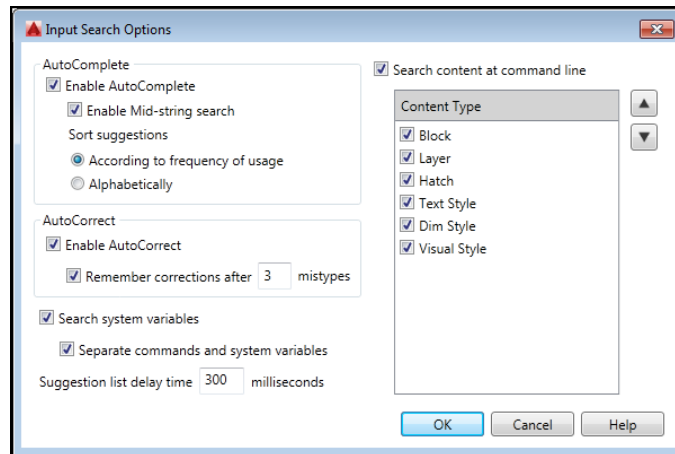 Input Search Options
AutoComplete
Enable AutoComplete
Enable Mid-string search
Sort suggestions
According to frequency of usage
Alphabetically
AutoCorrect
Enable AutoCorrect
Remember corrections after 3 mistypes
Search system variables
Separate commands and system variables
Suggestion list delay time 300 milliseconds
Search content at command line
Content Type
Block
Layer
Hatch
Text Style
Dim Style
Visual Style
OK Cancel Help